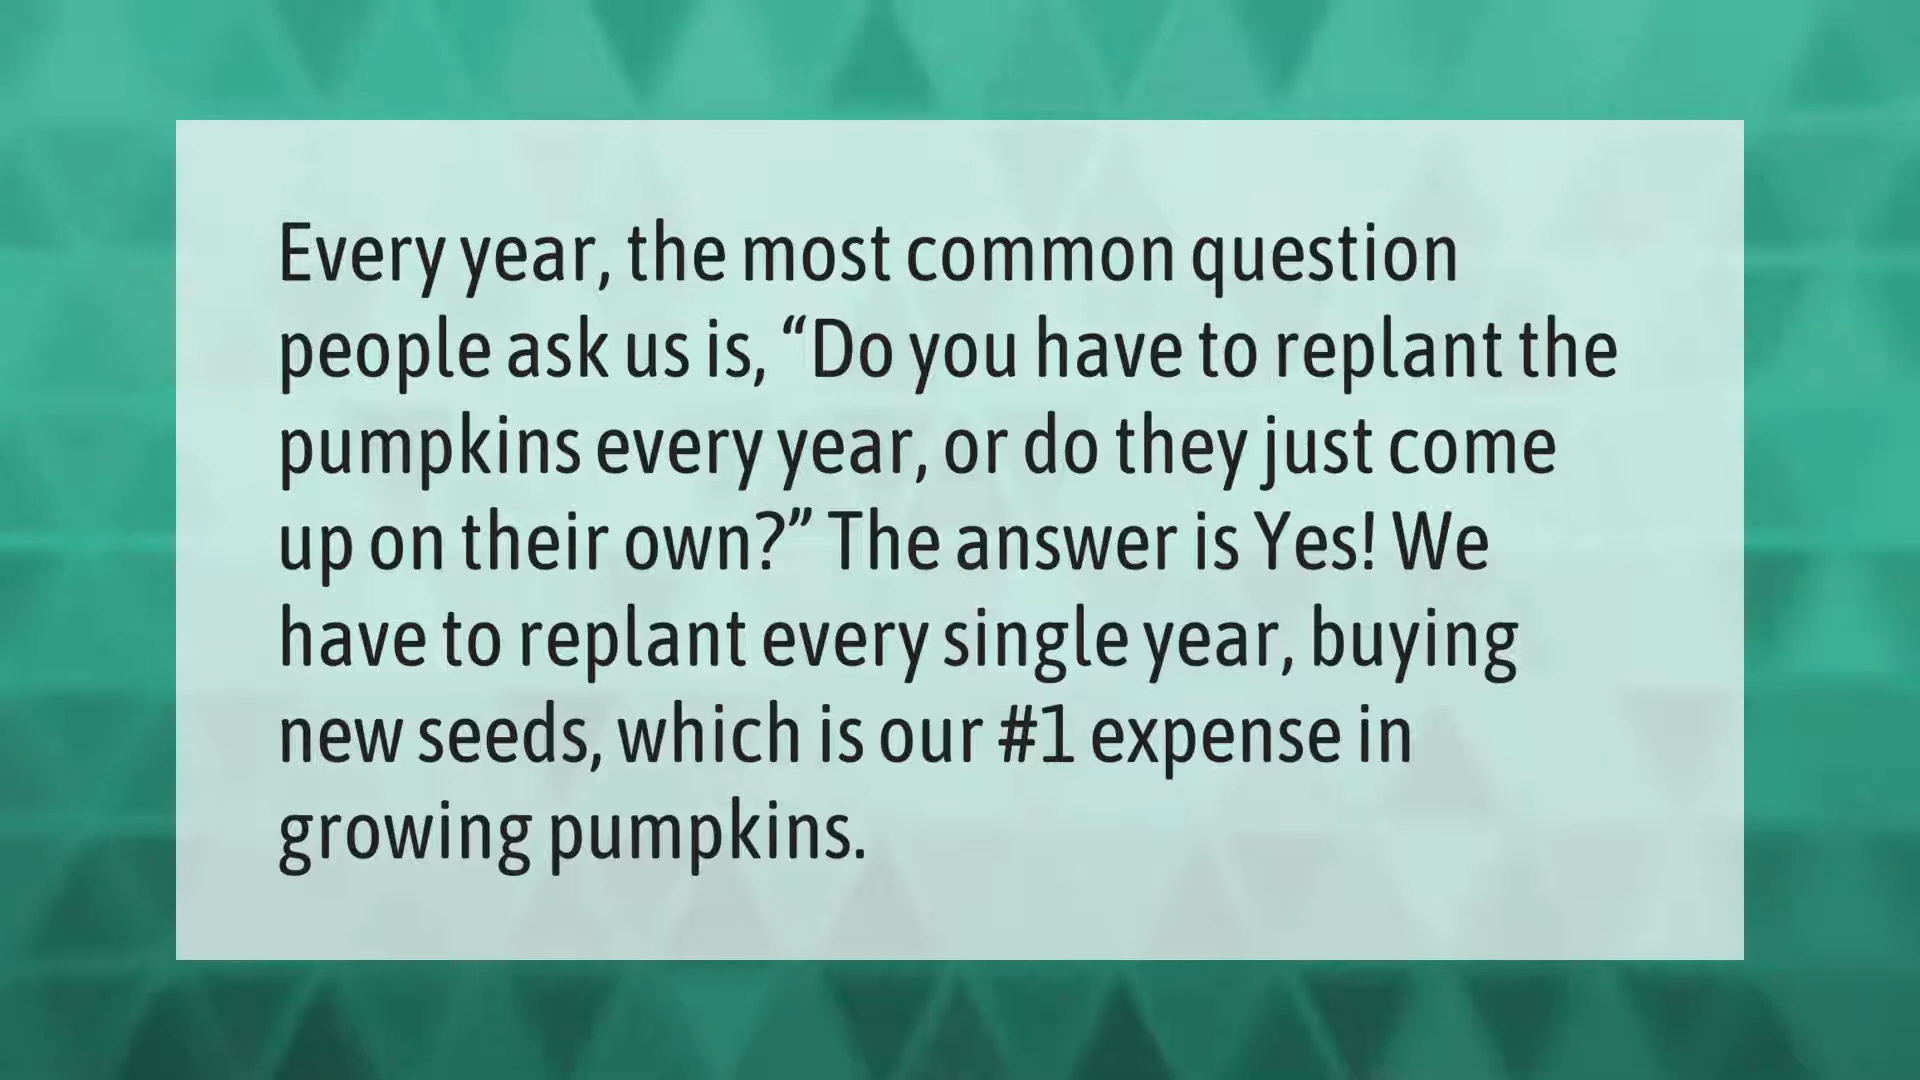 Every year, the most common question
people ask us is, “Do you have to replant the
pumpkins every year, or do they just come
up on their own?” The answer is Yes! We
have to replant every single year, buying
new seeds, which is our #1 expense in
growing pumpkins.